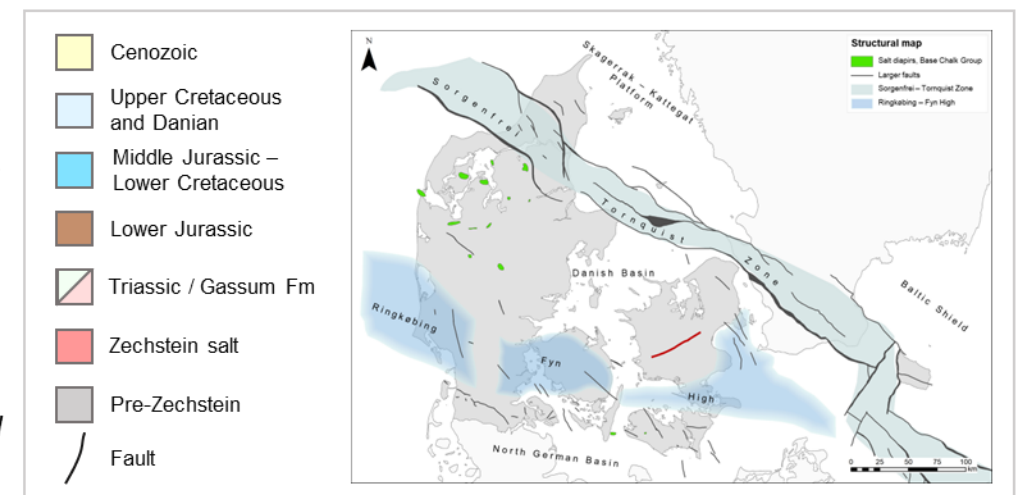 Cenozoic
Upper Cretaceous
and Danian
Middle Jurassic –
Lower Cretaceous
Lower Jurassic
Triassic / Gassum Fm
Zechstein salt
Pre-Zechstein
Fault
N
Structural map
Salt diapirs, Base Chalk Group
Larger faults
Sorgenfrei – Tornquist Zone
Ringkøbing – Fyn High
Skagerrak – Kattegat
Platform
Sorgenfrei –
Tornquist
Zone
Danish Basin
Baltic Shield
Ringkøbing
Fyn
High
North German Basin
0 25 50 75 100
km